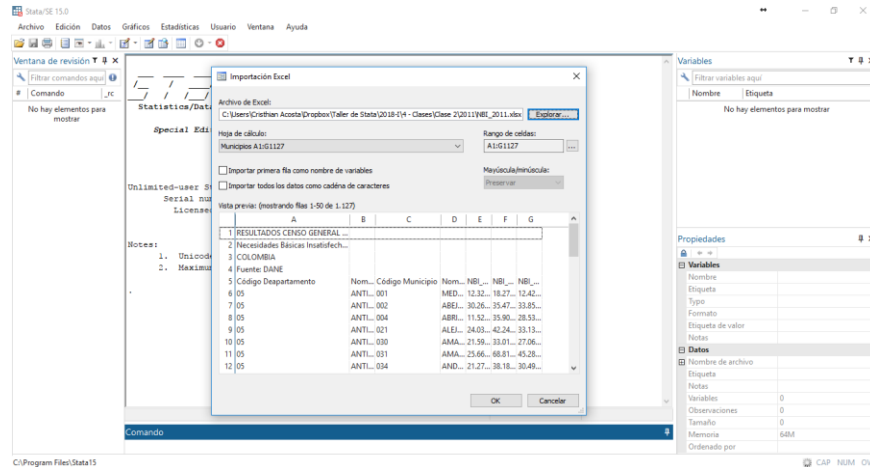 Stata/SE 15.0
Archivo Edición Datos Gráficos Estadísticas Usuario Ventana Ayuda
Ventana de revisión
Filtrar comandos aquí
# Comando _rc
No hay elementos para
mostrar
Statistics/Dat
Special Edi
Unlimited-user S
Serial nu
License
Notes:
1. Unicod
2. Maximu
.
Importación Excel
Archivo de Excel:
C:\Users\Cristhian Acosta\Dropbox\Taller de Stata\2018-I\4 - Clases\Clase 2\2011\NBI_2011.xlsx Explorar...
Hoja de cálculo: Rango de celdas:
Municipios A1:G1127 A1:G1127 ...
Importar primera fila como nombre de variables Mayúscula/minúscula:
Importar todos los datos como cadéna de caracteres Preservar
Vista previa: (mostrando filas 1-50 de 1.127)
A B C D E F G
1 RESULTADOS CENSO GENERAL ...
2 Necesidades Básicas Insatisfech...
3 COLOMBIA
4 Fuente: DANE
5 Código Deapartamento Nom... Código Municipio Nom... NBI_... NBI_... NBI_...
6 05 ANTI... 001 MED... 12.32... 18.27... 12.42...
7 05 ANTI... 002 ABEJ... 30.26... 35.47... 33.85...
8 05 ANTI... 004 ABRI... 11.52... 35.90... 28.53...
9 05 ANTI... 021 ALEJ... 24.03... 42.24... 33.13...
10 05 ANTI... 030 AMA... 21.59... 33.01... 27.06...
11 05 ANTI... 031 AMA... 25.66... 68.81... 45.28...
12 05 ANTI... 034 AND... 21.27... 38.18... 30.49...
OK Cancelar
Comando
Variables
Filtrar variables aquí
Nombre Etiqueta
No hay elementos para mostrar
Propiedades
Variables
Nombre
Etiqueta
Tipo
Formato
Etiqueta de valor
Notas
Datos
Nombre de archivo
Etiqueta
Notas
Variables 0
Observaciones 0
Tamaño 0
Memoria 64M
Ordenado por
C:\Program Files\Stata15 CAP NUM OV